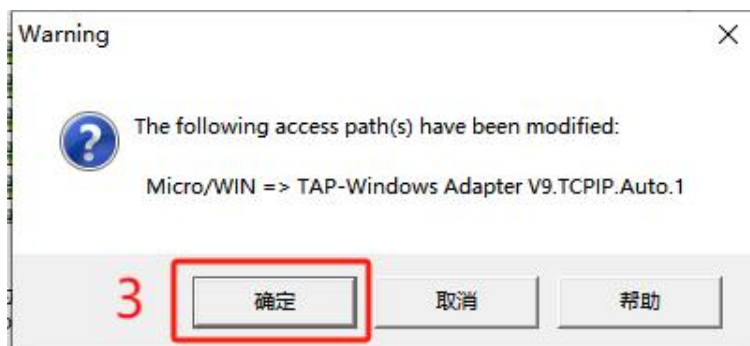 Warning
The following access path(s) have been modified:
Micro/WIN => TAP-Windows Adapter V9.TCPIP.Auto.1
3
确定
取消
帮助